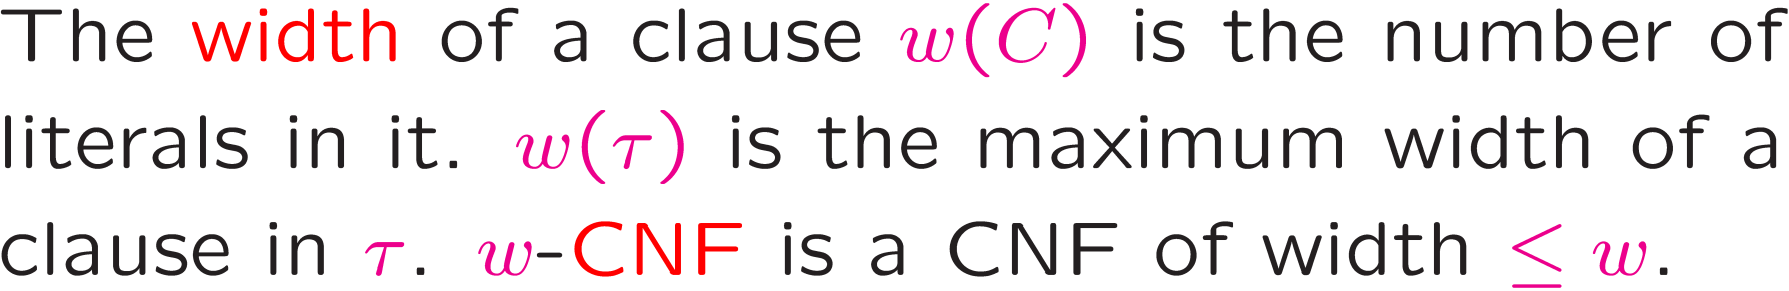 The width of a clause w(C) is the number of
literals in it. w(τ) is the maximum width of a
clause in τ. w-CNF is a CNF of width ≤ w.